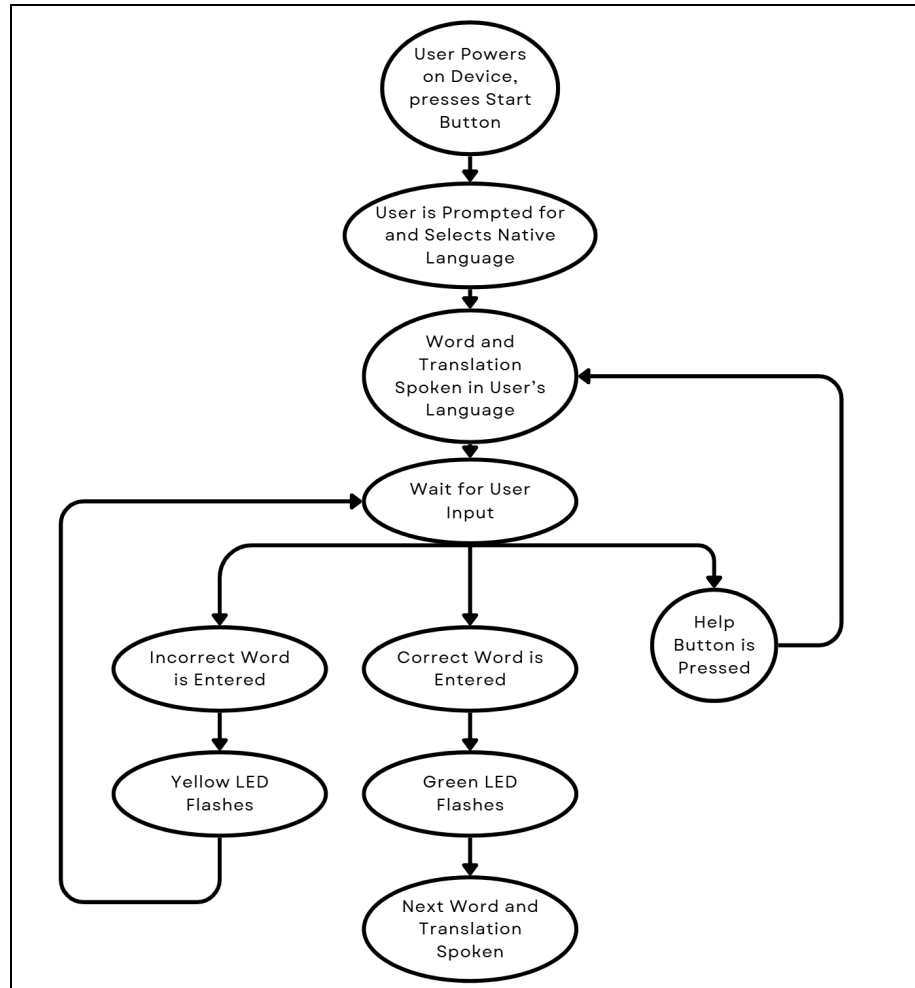 User Powers
on Device,
presses Start
Button
User is Prompted for
and Selects Native
Language
Word and
Translation
Spoken in User’s
Language
Wait for User
Input
Incorrect Word
is Entered
Correct Word is
Entered
Help
Button is
Pressed
Yellow LED
Flashes
Green LED
Flashes
Next Word and
Translation
Spoken